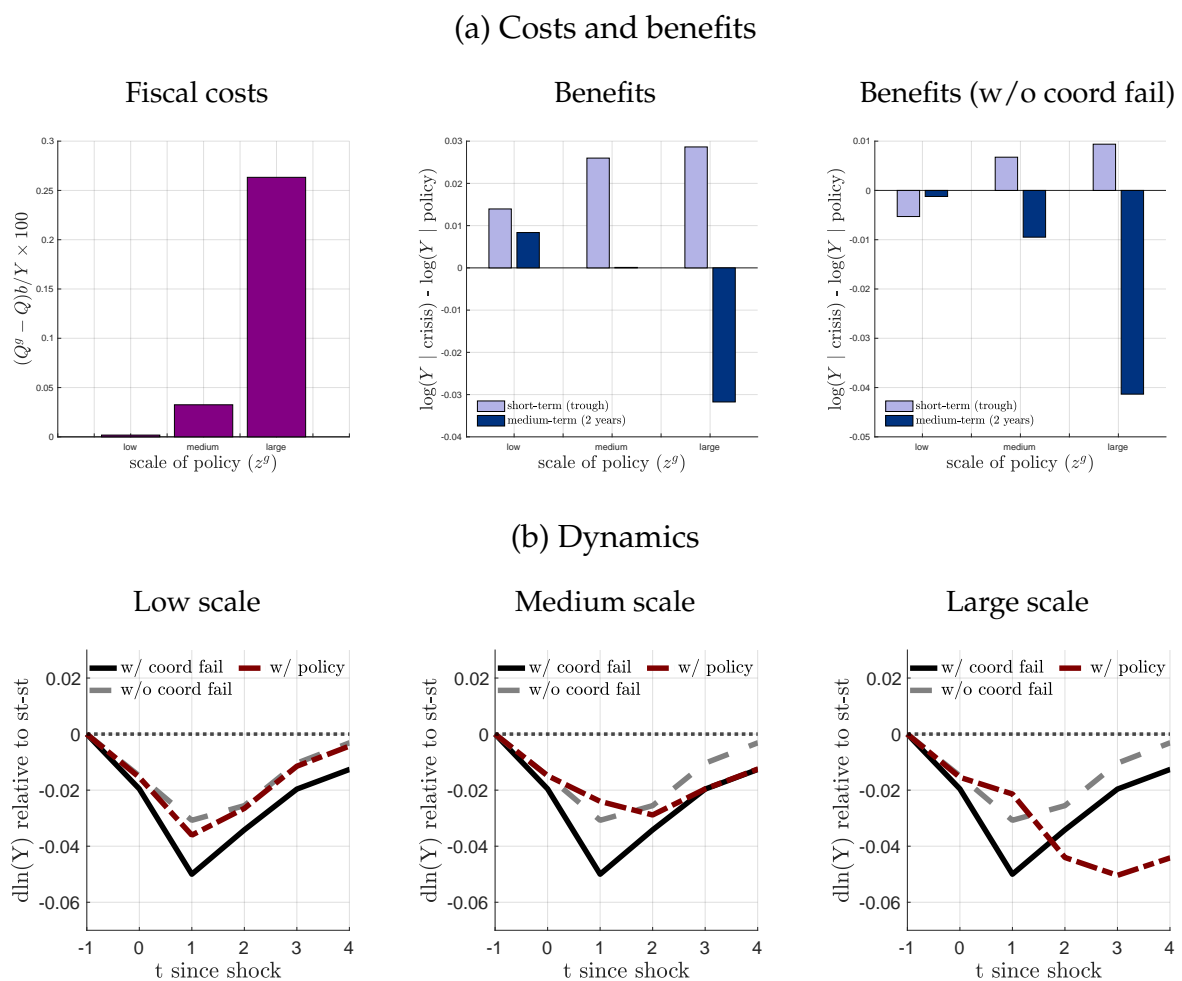 (a) Costs and benefits
Fiscal costs
Benefits
Benefits (w/o coord fail)
0.3
0.25
0.2
0.15
0.1
0.05
0
(Q^g − Q)b/Y × 100
low
medium
large
scale of policy (z^g)
0.03
0.02
0.01
0
-0.01
-0.02
-0.03
-0.04
log(Y | crisis) - log(Y | policy)
short-term (trough)
medium-term (2 years)
low
medium
large
scale of policy (z^g)
0.01
0
-0.01
-0.02
-0.03
-0.04
-0.05
log(Y | crisis) - log(Y | policy)
short-term (trough)
medium-term (2 years)
low
medium
large
scale of policy (z^g)
(b) Dynamics
Low scale
Medium scale
Large scale
w/ coord fail
w/ policy
w/o coord fail
0.02
0
-0.02
-0.04
-0.06
dln(Y) relative to st-st
-1
0
1
2
3
4
t since shock
w/ coord fail
w/ policy
w/o coord fail
0.02
0
-0.02
-0.04
-0.06
dln(Y) relative to st-st
-1
0
1
2
3
4
t since shock
w/ coord fail
w/ policy
w/o coord fail
0.02
0
-0.02
-0.04
-0.06
dln(Y) relative to st-st
-1
0
1
2
3
4
t since shock